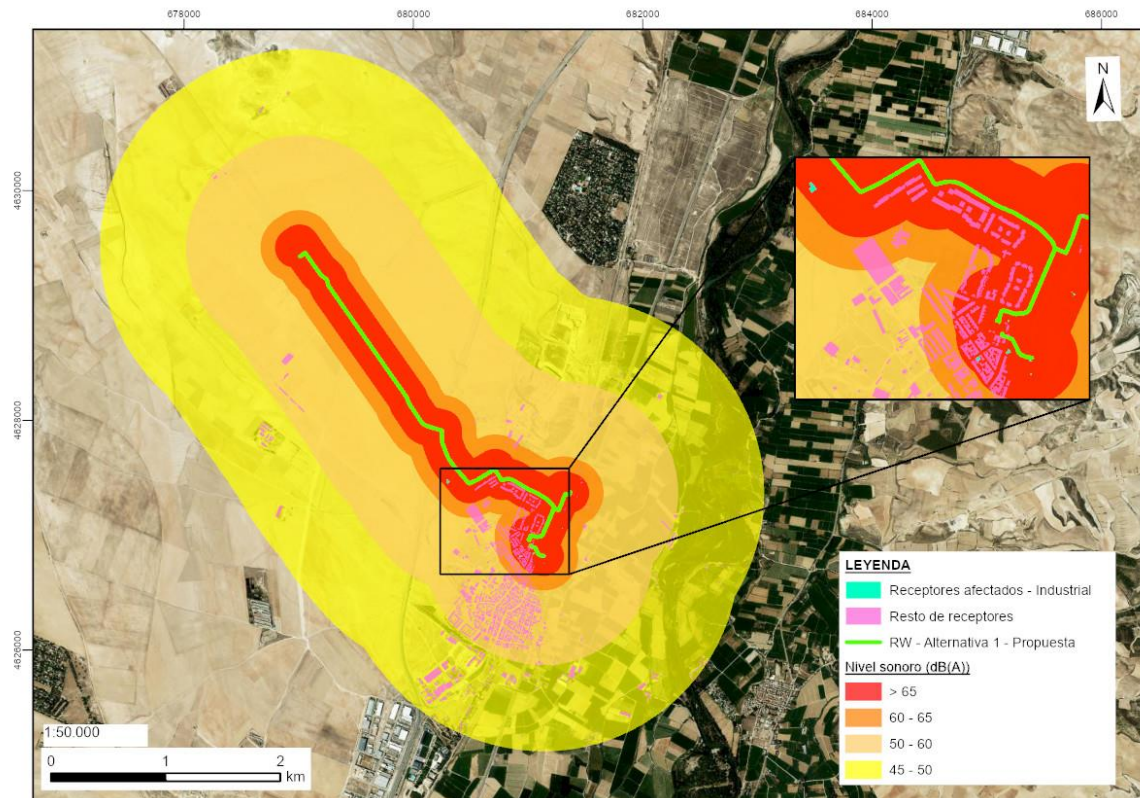 678000
680000
682000
684000
686000
4630000
4628000
4626000
N
LEYENDA
Receptores afectados - Industrial
Resto de receptores
RW - Alternativa 1 - Propuesta
Nivel sonoro (dB(A))
> 65
60 - 65
50 - 60
45 - 50
1:50.000
0
1
2
km